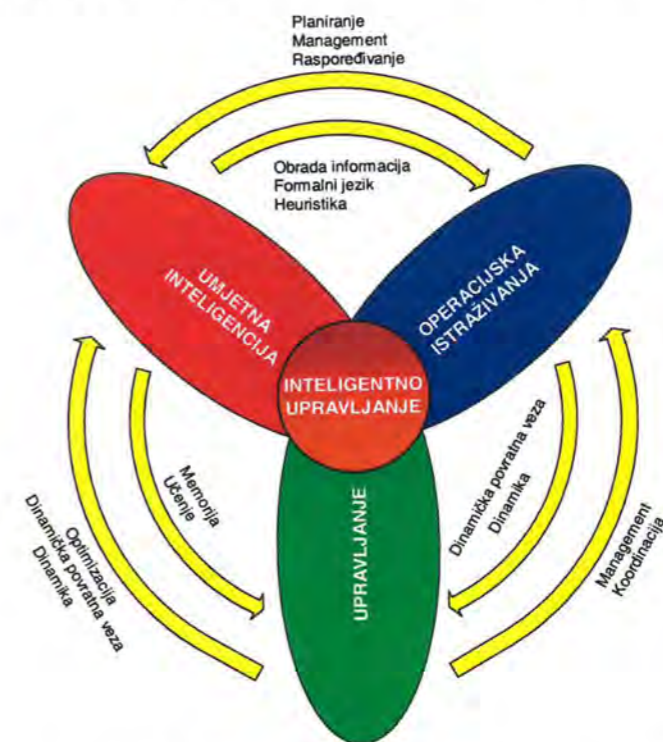 Planiranje
Management
Raspoređivanje
Obrada informacija
Formalni jezik
Heuristika
UMJETNA
INTELIGENCIJA
OPERACIJSKA
ISTRAŽIVANJA
INTELIGENTNO
UPRAVLJANJE
UPRAVLJANJE
Memorija
Učenje
Optimizacija
Dinamička povratna veza
Dinamika
Dinamička povratna veza
Dinamika
Management
Koordinacija